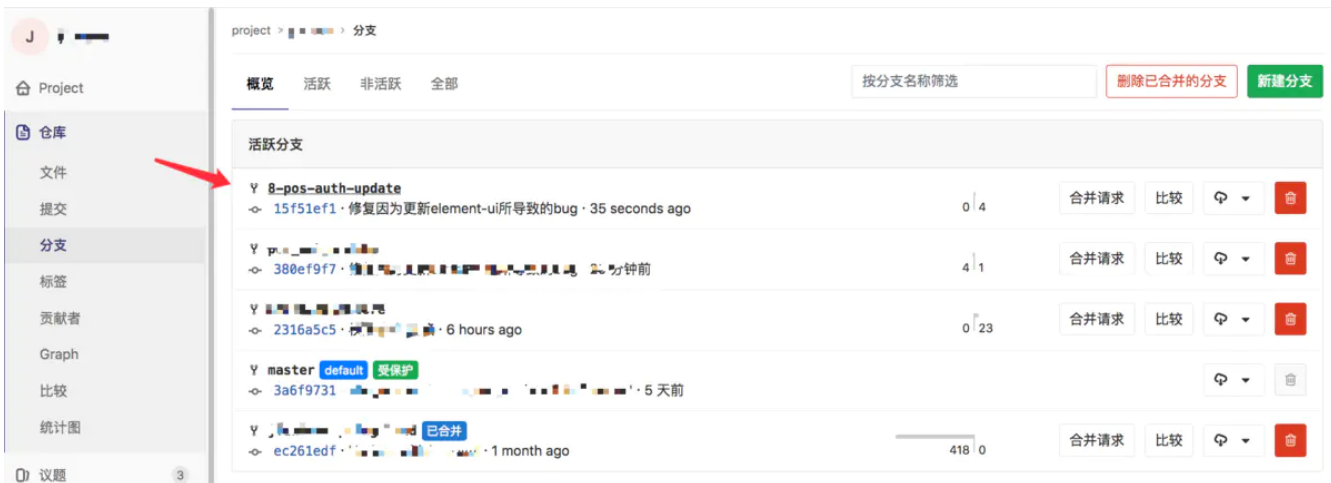 J
project > > 分支
Project
仓库
文件
提交
分支
标签
贡献者
Graph
比较
统计图
议题 3
概览 活跃 非活跃 全部
按分支名称筛选 删除已合并的分支 新建分支
活跃分支
8-pos-auth-update
15f51ef1 · 修复因为更新element-ui所导致的bug · 35 seconds ago
0 4 合并请求 比较
380ef9f7 · 分钟前
4 1 合并请求 比较
2316a5c5 · 6 hours ago
0 23 合并请求 比较
master default 受保护
3a6f9731 · 5 天前
已合并
ec261edf · 1 month ago
418 0 合并请求 比较